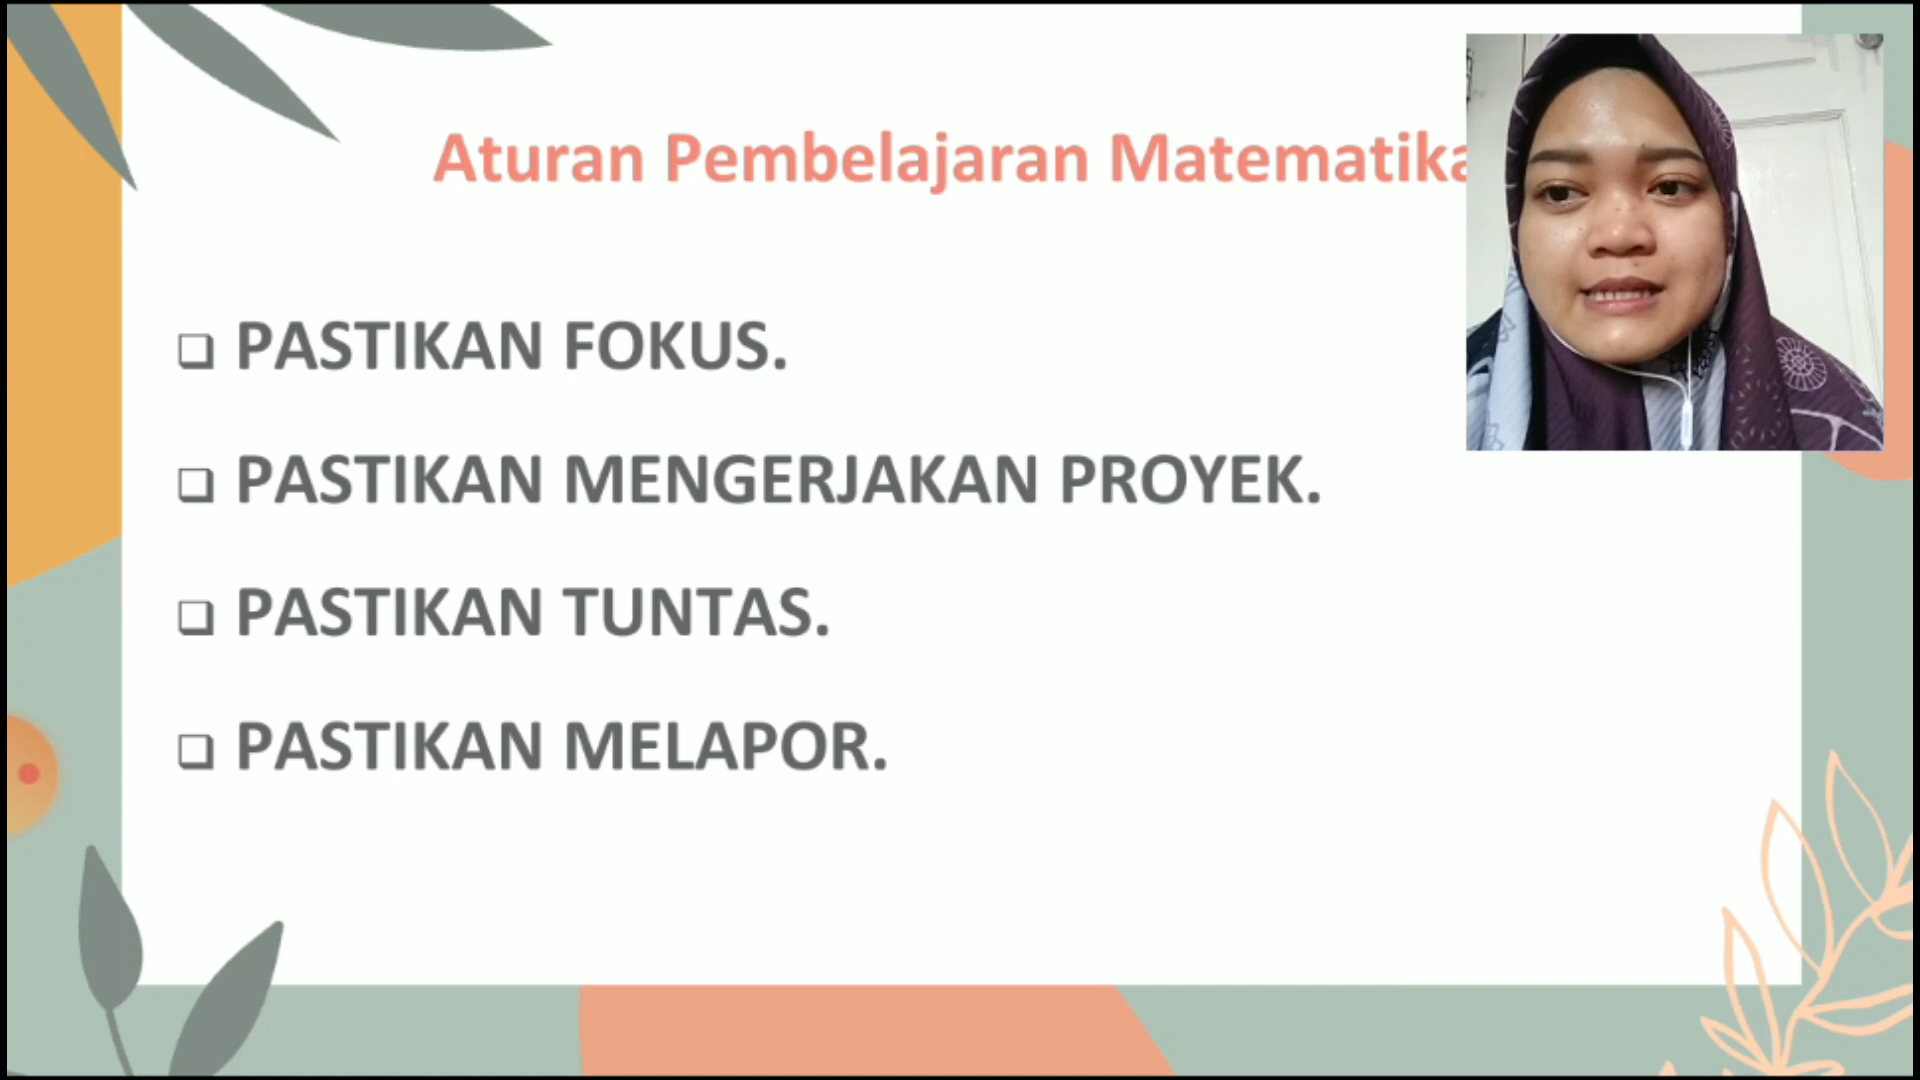 Aturan Pembelajaran Matematika
PASTIKAN FOKUS.
PASTIKAN MENGERJAKAN PROYEK.
PASTIKAN TUNTAS.
PASTIKAN MELAPOR.